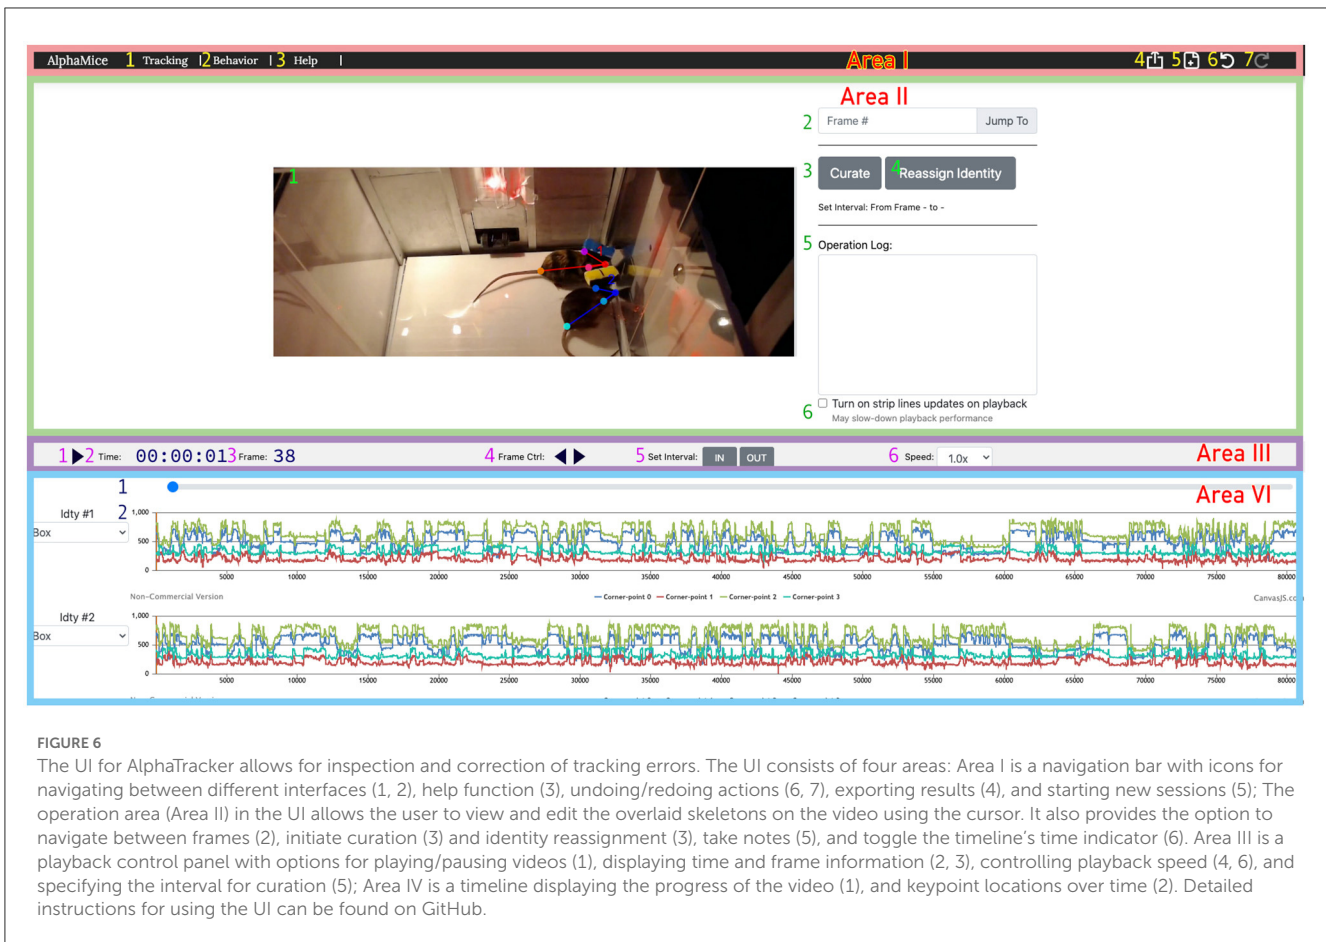 AlphaMice 1 Tracking | 2 Behavior | 3 Help | Area I 4 5 6 7
Area II
2 Frame # Jump To
1
3 Curate 4 Reassign Identity
Set Interval: From Frame - to -
5 Operation Log:
6 Turn on strip lines updates on playback
May slow-down playback performance
1 2 Time: 00:00:01 3 Frame: 38 4 Frame Ctrl: 5 Set Interval: IN OUT 6 Speed: 1.0x Area III
1
Area VI
Idty #1 2
Box
1,000
500
0
5000 10000 15000 20000 25000 30000 35000 40000 45000 50000 55000 60000 65000 70000 75000 80000
Non-Commercial Version Corner-point 0 Corner-point 1 Corner-point 2 Corner-point 3 CanvasJS.co
Idty #2
Box
1,000
500
0
5000 10000 15000 20000 25000 30000 35000 40000 45000 50000 55000 60000 65000 70000 75000 80000
FIGURE 6
The UI for AlphaTracker allows for inspection and correction of tracking errors. The UI consists of four areas: Area I is a navigation bar with icons for
navigating between different interfaces (1, 2), help function (3), undoing/redoing actions (6, 7), exporting results (4), and starting new sessions (5); The
operation area (Area II) in the UI allows the user to view and edit the overlaid skeletons on the video using the cursor. It also provides the option to
navigate between frames (2), initiate curation (3) and identity reassignment (3), take notes (5), and toggle the timeline's time indicator (6). Area III is a
playback control panel with options for playing/pausing videos (1), displaying time and frame information (2, 3), controlling playback speed (4, 6), and
specifying the interval for curation (5); Area IV is a timeline displaying the progress of the video (1), and keypoint locations over time (2). Detailed
instructions for using the UI can be found on GitHub.